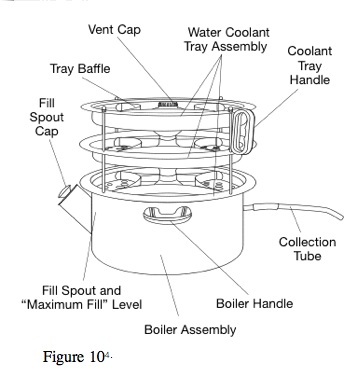 Vent Cap
Water Coolant
Tray Assembly
Coolant
Tray
Handle
Tray Baffle
Fill
Spout
Cap
Collection
Tube
Fill Spout and
“Maximum Fill” Level
Boiler Handle
Boiler Assembly
Figure 10⁴·